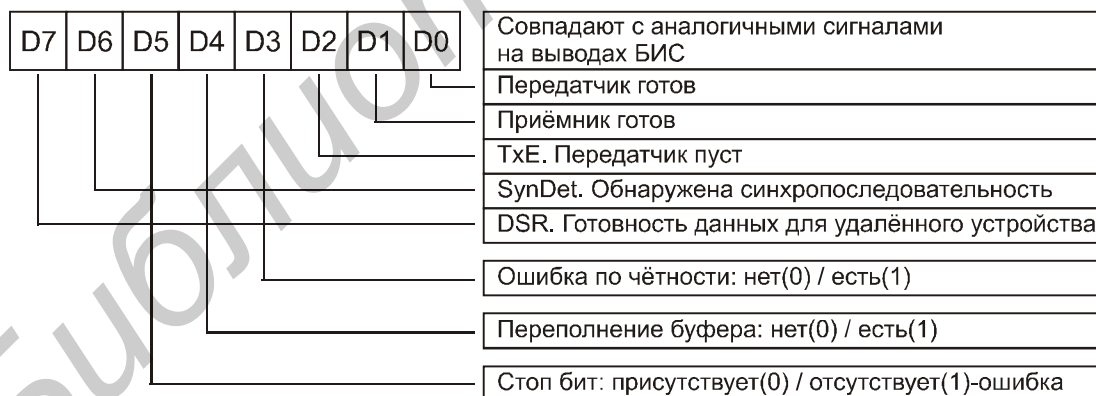 D7 D6 D5 D4 D3 D2 D1 D0
Совпадают с аналогичными сигналами
на выводах БИС
Передатчик готов
Приёмник готов
TxE. Передатчик пуст
SynDet. Обнаружена синхропоследовательность
DSR. Готовность данных для удалённого устройства
Ошибка по чётности: нет(0) / есть(1)
Переполнение буфера: нет(0) / есть(1)
Стоп бит: присутствует(0) / отсутствует(1)-ошибка